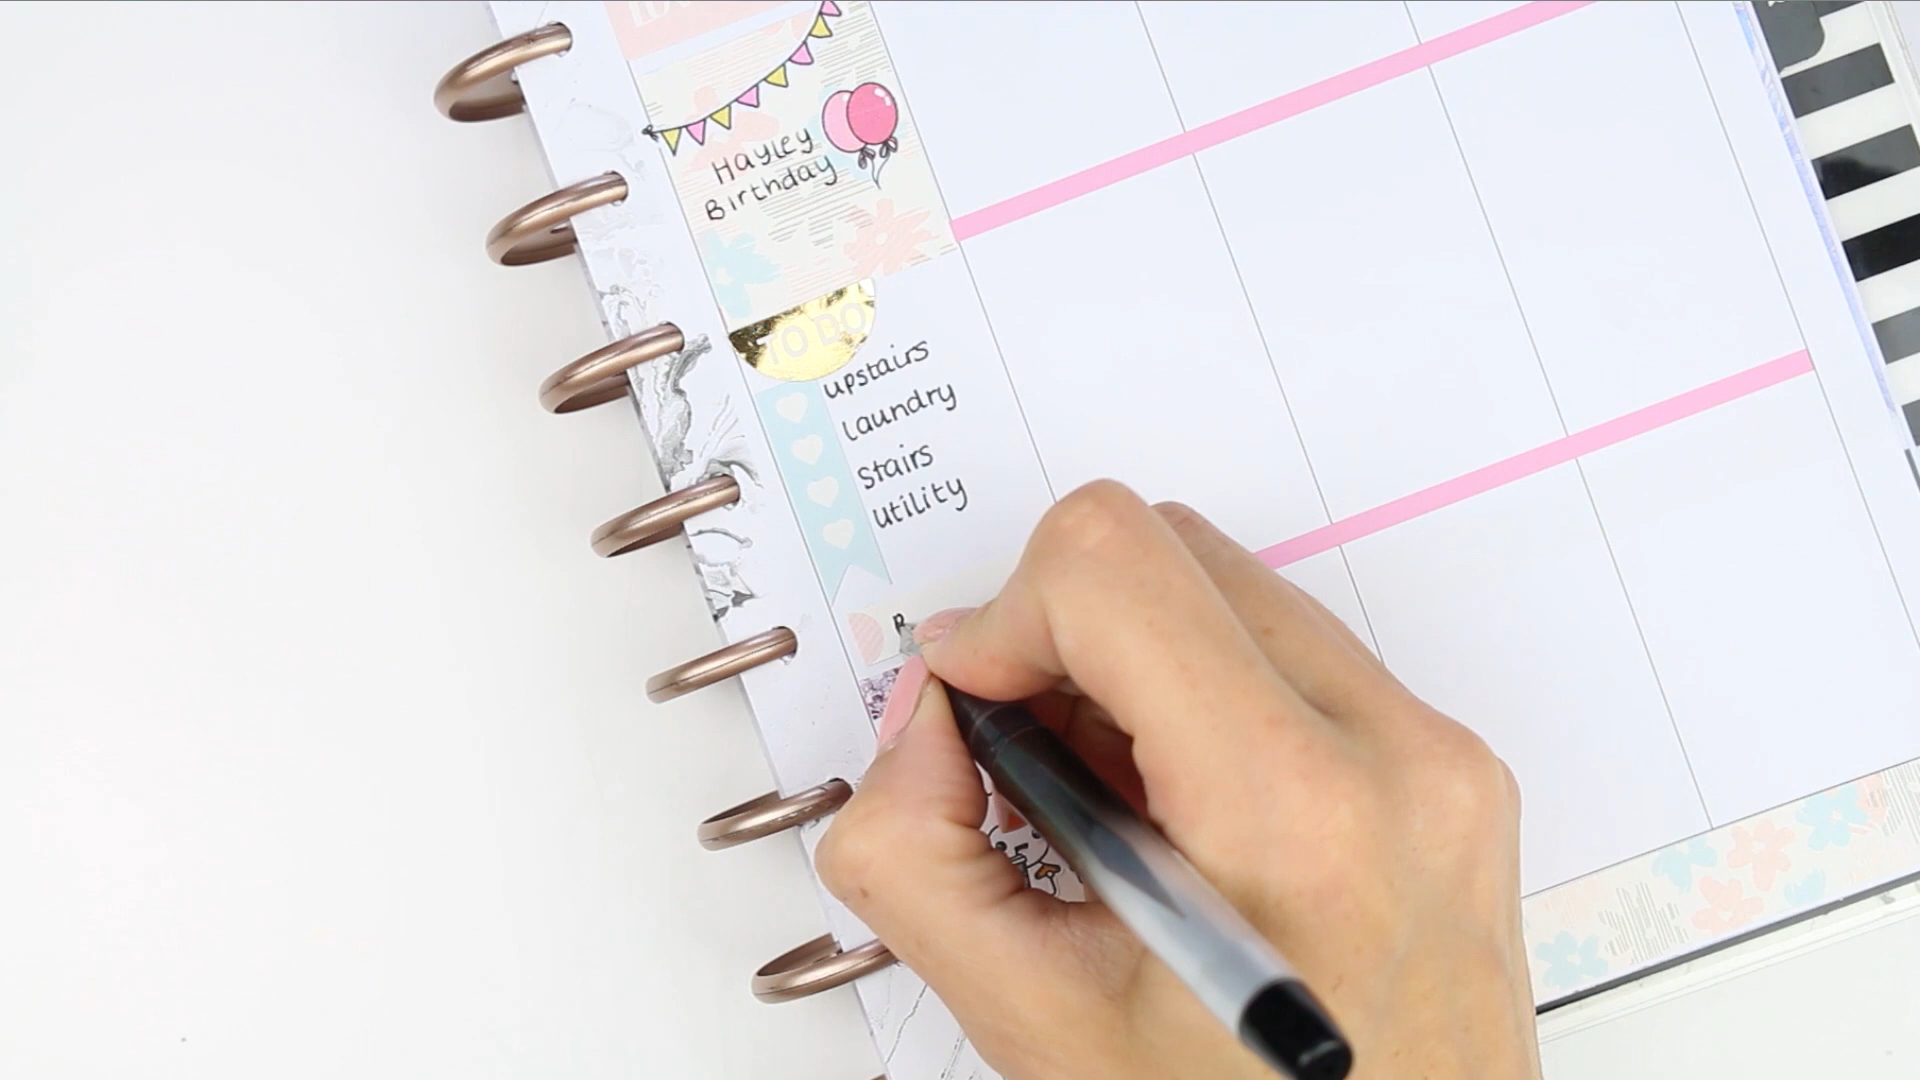 Hayley
Birthday
TO DO
upstairs
laundry
Stairs
utility